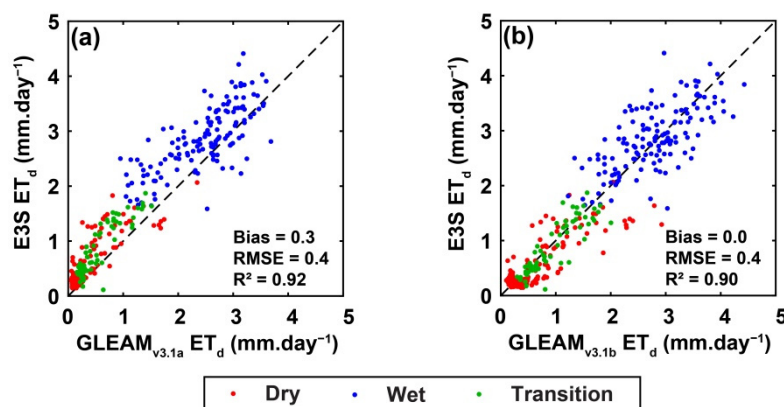 (a)
E3S ET_d (mm.day⁻¹)
5
4
3
2
1
0
Bias = 0.3
RMSE = 0.4
R² = 0.92
0 1 2 3 4 5
GLEAM_v3.1a ET_d (mm.day⁻¹)
(b)
E3S ET_d (mm.day⁻¹)
5
4
3
2
1
0
Bias = 0.0
RMSE = 0.4
R² = 0.90
0 1 2 3 4 5
GLEAM_v3.1b ET_d (mm.day⁻¹)
Dry Wet Transition